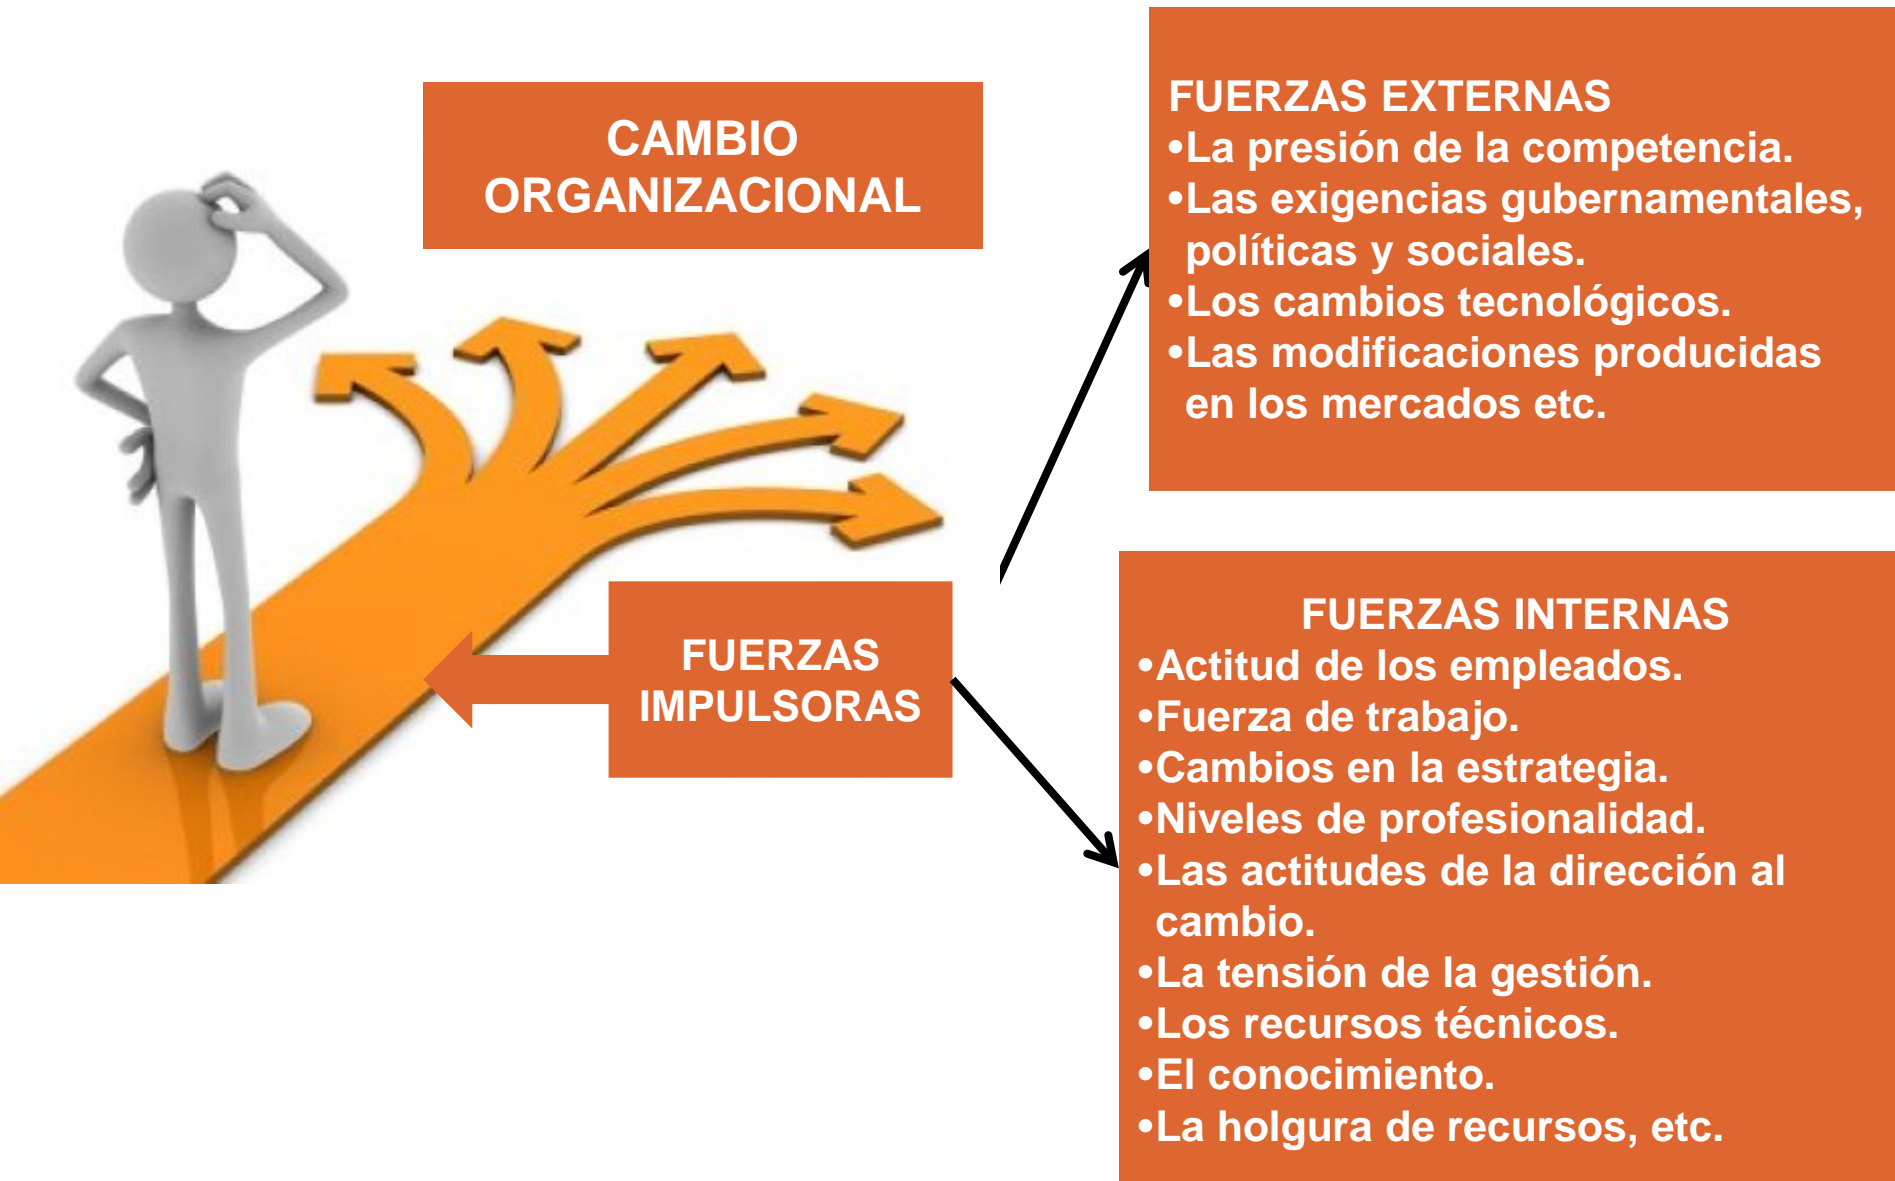 CAMBIO
ORGANIZACIONAL
FUERZAS
IMPULSORAS
FUERZAS EXTERNAS
•La presión de la competencia.
•Las exigencias gubernamentales,
políticas y sociales.
•Los cambios tecnológicos.
•Las modificaciones producidas
en los mercados etc.
FUERZAS INTERNAS
•Actitud de los empleados.
•Fuerza de trabajo.
•Cambios en la estrategia.
•Niveles de profesionalidad.
•Las actitudes de la dirección al
cambio.
•La tensión de la gestión.
•Los recursos técnicos.
•El conocimiento.
•La holgura de recursos, etc.